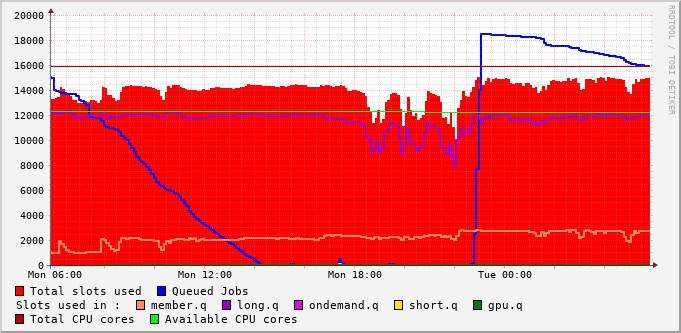 RRDTOOL / TOBI OETIKER
20000
18000
16000
14000
12000
10000
8000
6000
4000
2000
0
Mon 06:00 Mon 12:00 Mon 18:00 Tue 00:00
Total slots used Queued Jobs
Slots used in : member.q long.q ondemand.q short.q gpu.q
Total CPU cores Available CPU cores